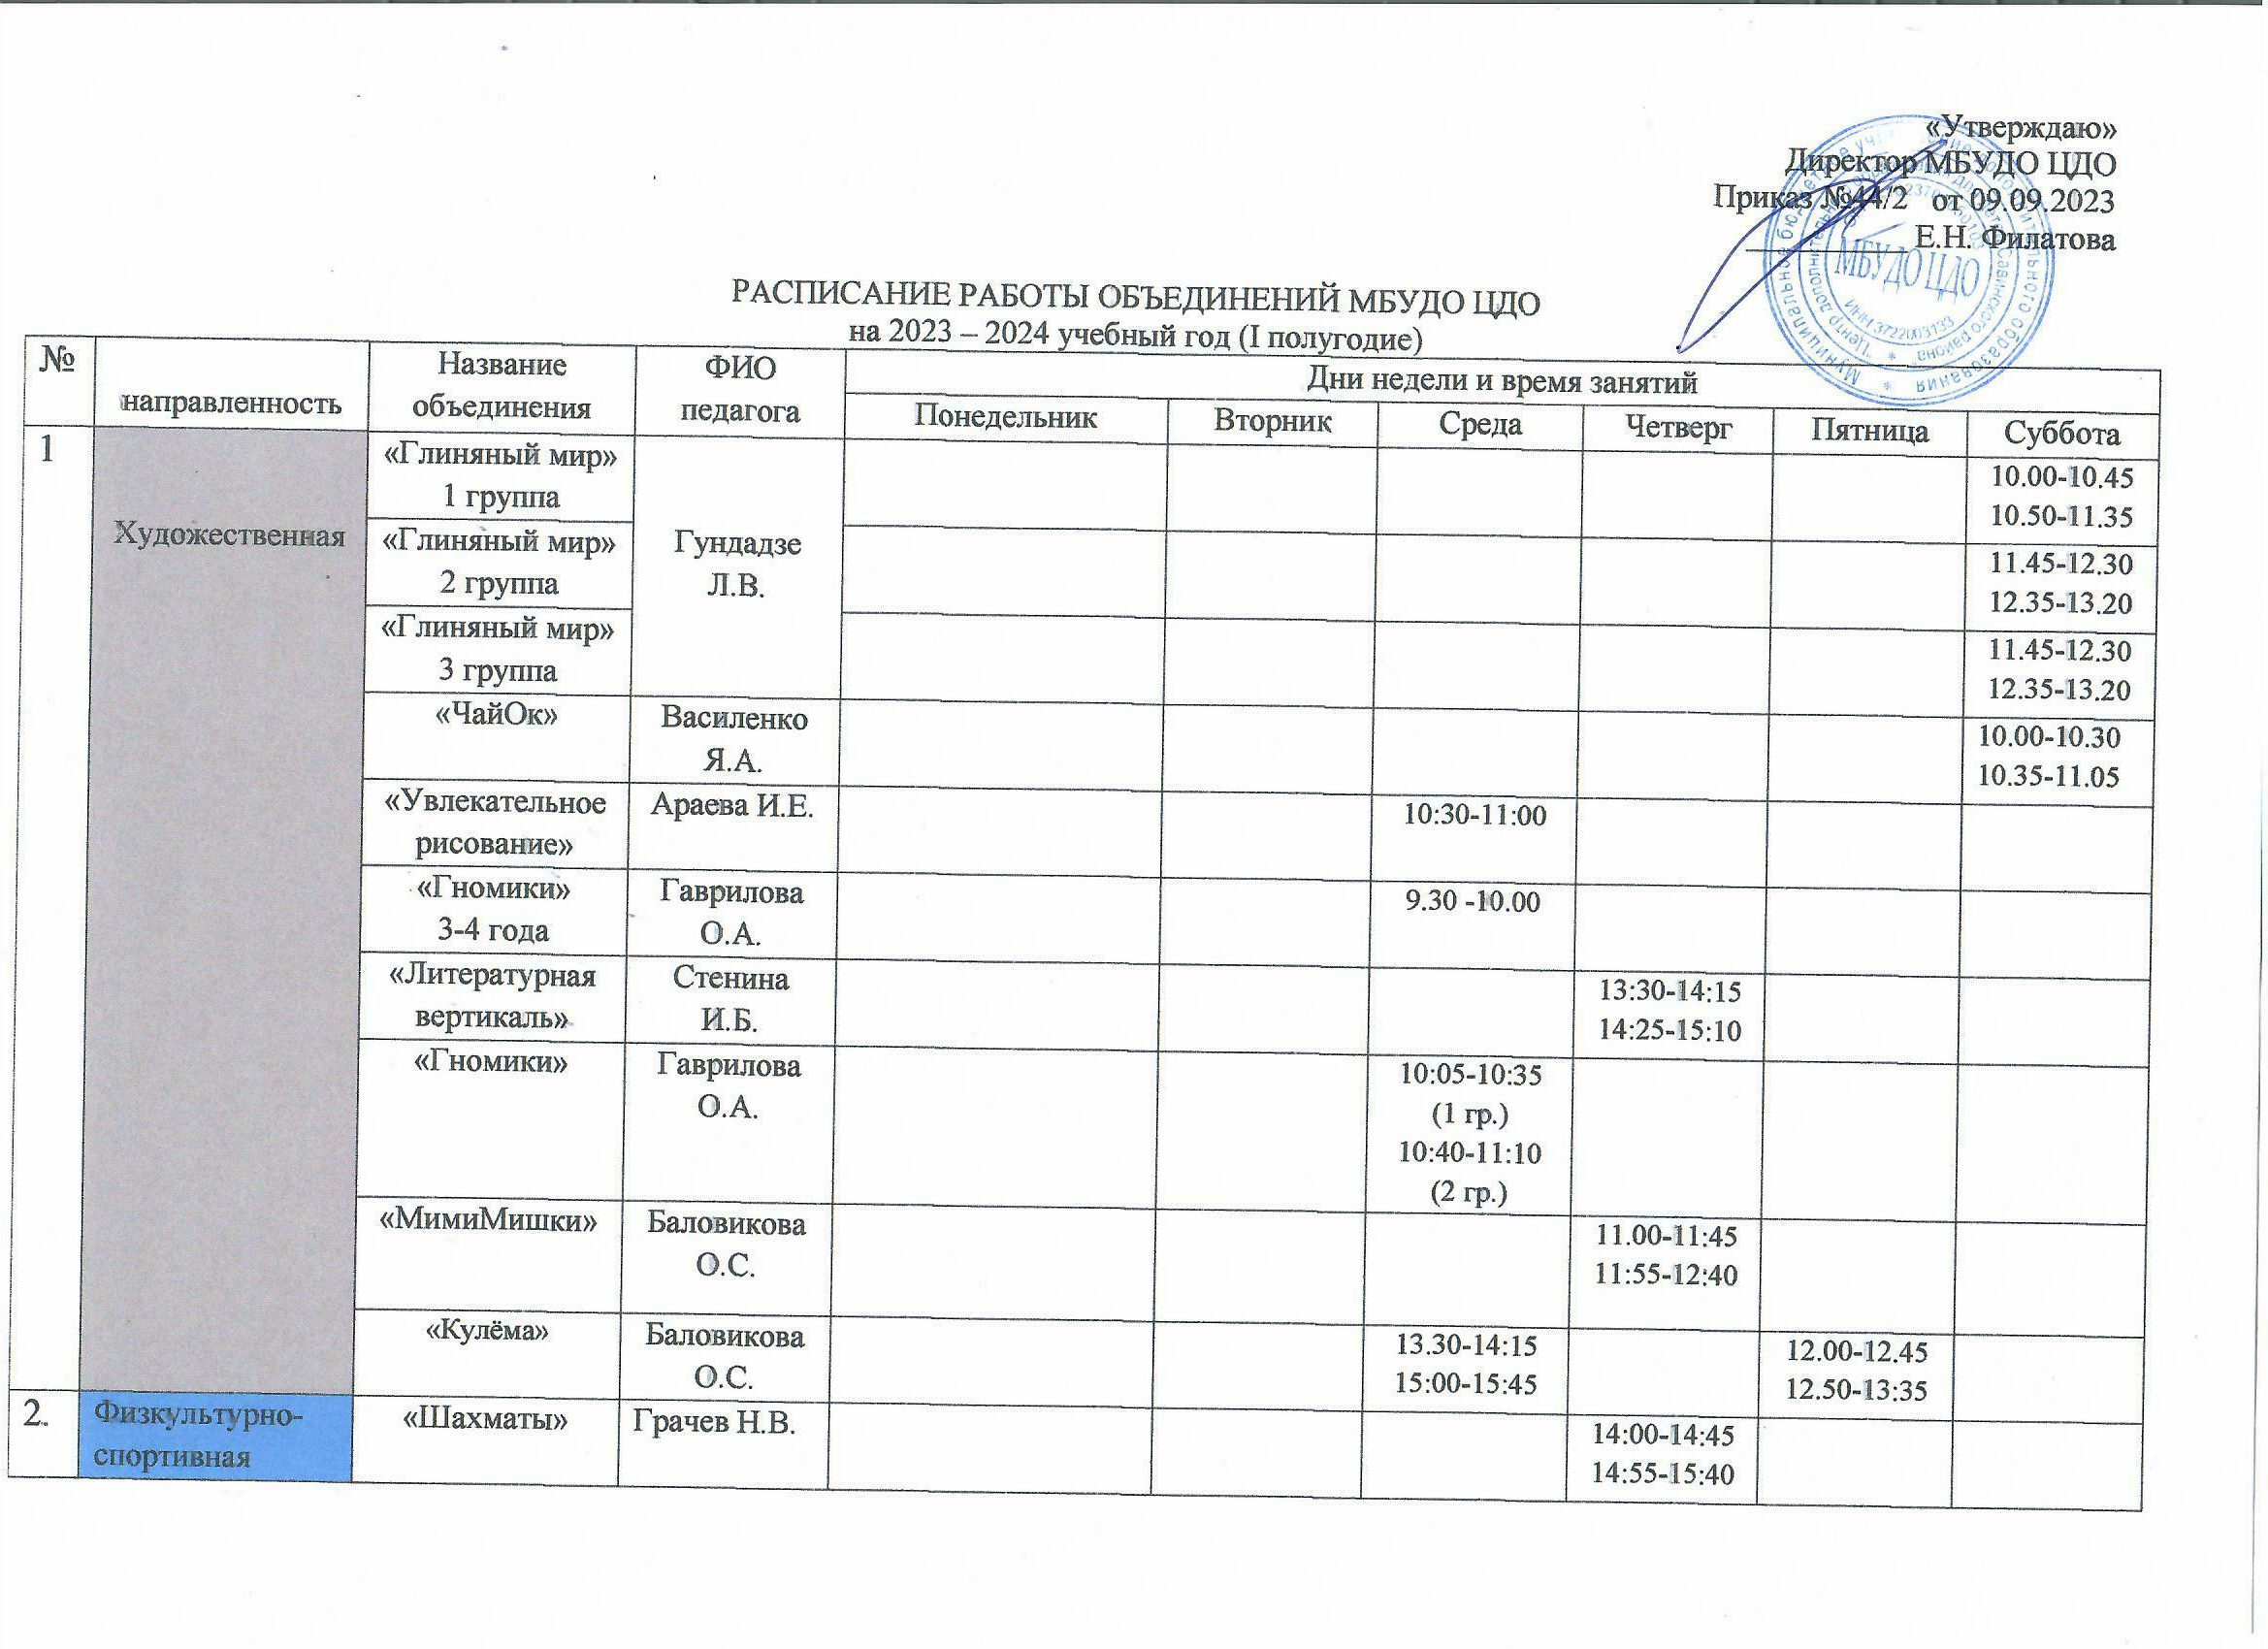 «Утверждаю»
Директор МБУДО ЦДО
Приказ №44/2 от 09.09.2023
Е.Н. Филатова
МБУДО ЦДО
ИНН 3722003133
РАСПИСАНИЕ РАБОТЫ ОБЪЕДИНЕНИЙ МБУДО ЦДО
на 2023 – 2024 учебный год (I полугодие)
№
направленность
Название
объединения
ФИО
педагога
Дни недели и время занятий
Понедельник Вторник Среда Четверг Пятница Суббота
1
Художественная
«Глиняный мир»
1 группа
Гундадзе
Л.В.
10.00-10.45
10.50-11.35
«Глиняный мир»
2 группа
11.45-12.30
12.35-13.20
«Глиняный мир»
3 группа
11.45-12.30
12.35-13.20
«ЧайОк»
Василенко
Я.А.
10.00-10.30
10.35-11.05
«Увлекательное
рисование»
Араева И.Е.
10:30-11:00
«Гномики»
3-4 года
Гаврилова
О.А.
9.30 -10.00
«Литературная
вертикаль»
Стенина
И.Б.
13:30-14:15
14:25-15:10
«Гномики»
Гаврилова
О.А.
10:05-10:35
(1 гр.)
10:40-11:10
(2 гр.)
«МимиМишки»
Баловикова
О.С.
11.00-11:45
11:55-12:40
«Кулёма»
Баловикова
О.С.
13.30-14:15
15:00-15:45
12.00-12.45
12.50-13:35
2.
Физкультурно-
спортивная
«Шахматы»
Грачев Н.В.
14:00-14:45
14:55-15:40